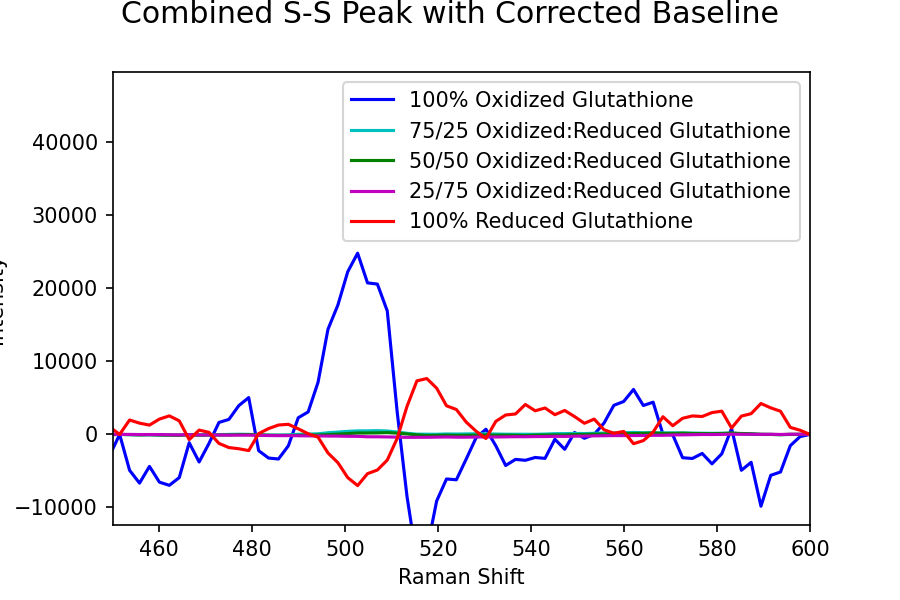 Combined S-S Peak with Corrected Baseline
100% Oxidized Glutathione
75/25 Oxidized:Reduced Glutathione
50/50 Oxidized:Reduced Glutathione
25/75 Oxidized:Reduced Glutathione
100% Reduced Glutathione
40000
30000
20000
10000
0
−10000
Intensity
460 480 500 520 540 560 580 600
Raman Shift